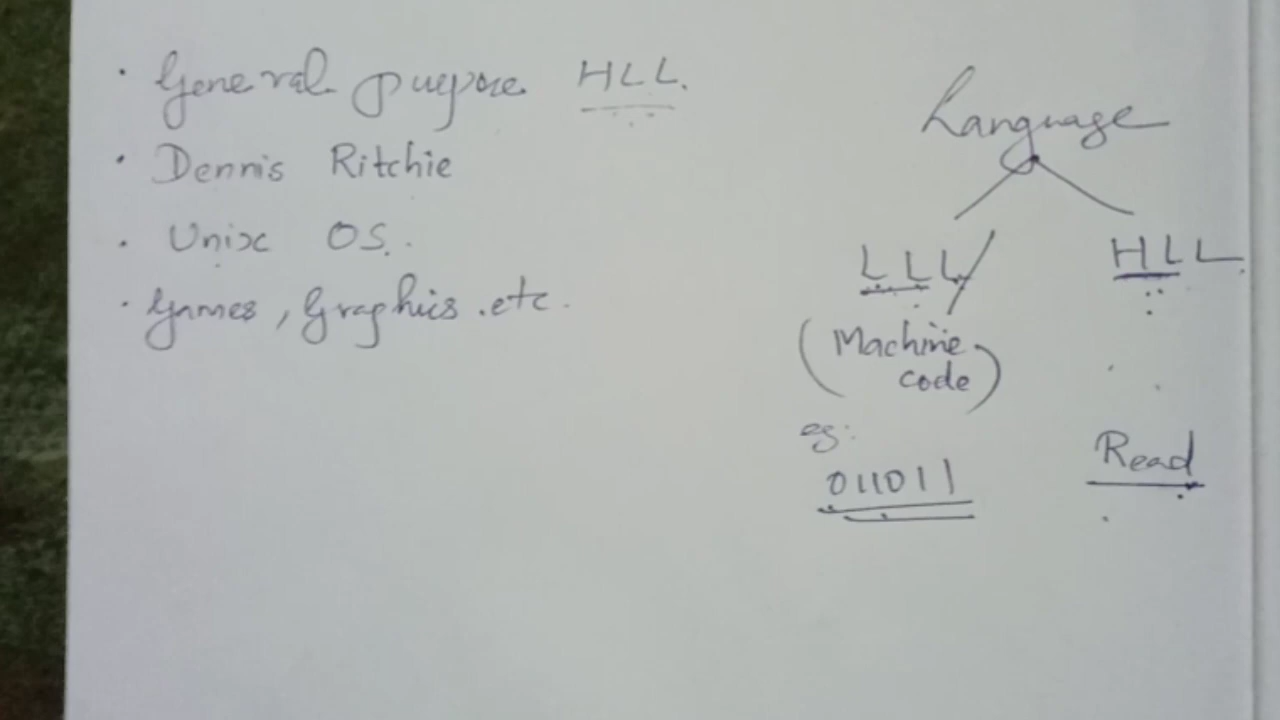 · General purpose HLL.
· Dennis Ritchie
· Unix OS.
· Games, Graphics .etc.
Language
LLL HLL
(Machine
code)
eg:
011011 Read